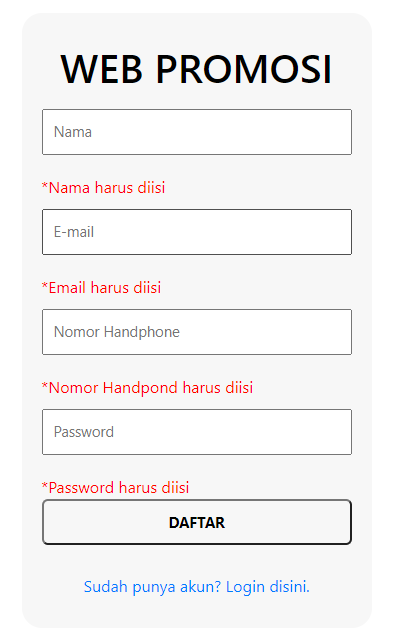 WEB PROMOSI
Nama
*Nama harus diisi
E-mail
*Email harus diisi
Nomor Handphone
*Nomor Handpond harus diisi
Password
*Password harus diisi
DAFTAR
Sudah punya akun? Login disini.